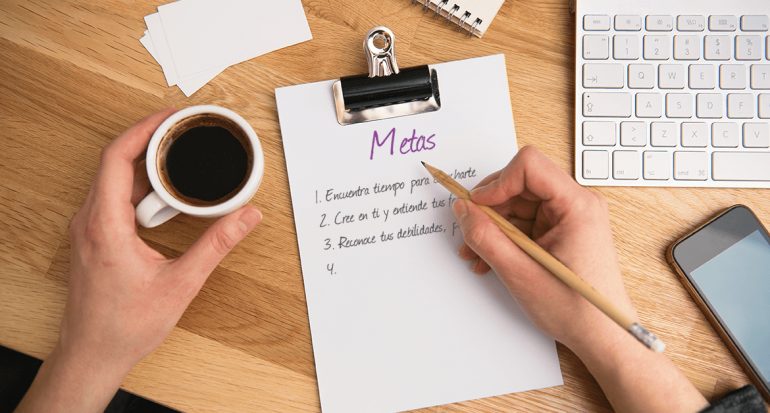 Metas
1. Encuentra tiempo para
2. Cree en ti y entiende tus
3. Reconoce tus debilidades,
4.